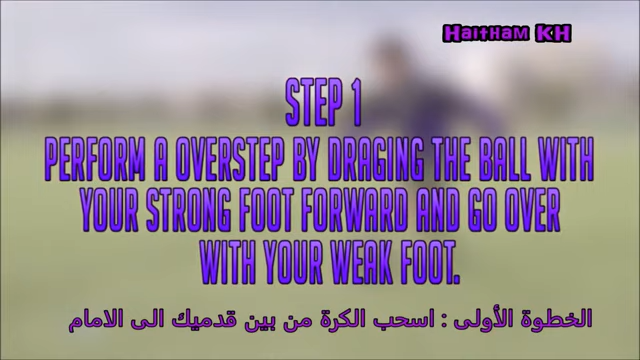 Haitham KH
STEP 1
PERFORM A OVERSTEP BY DRAGING THE BALL WITH
YOUR STRONG FOOT FORWARD AND GO OVER
WITH YOUR WEAK FOOT.
الخطوة الأولى : اسحب الكرة من بين قدميك الى الامام